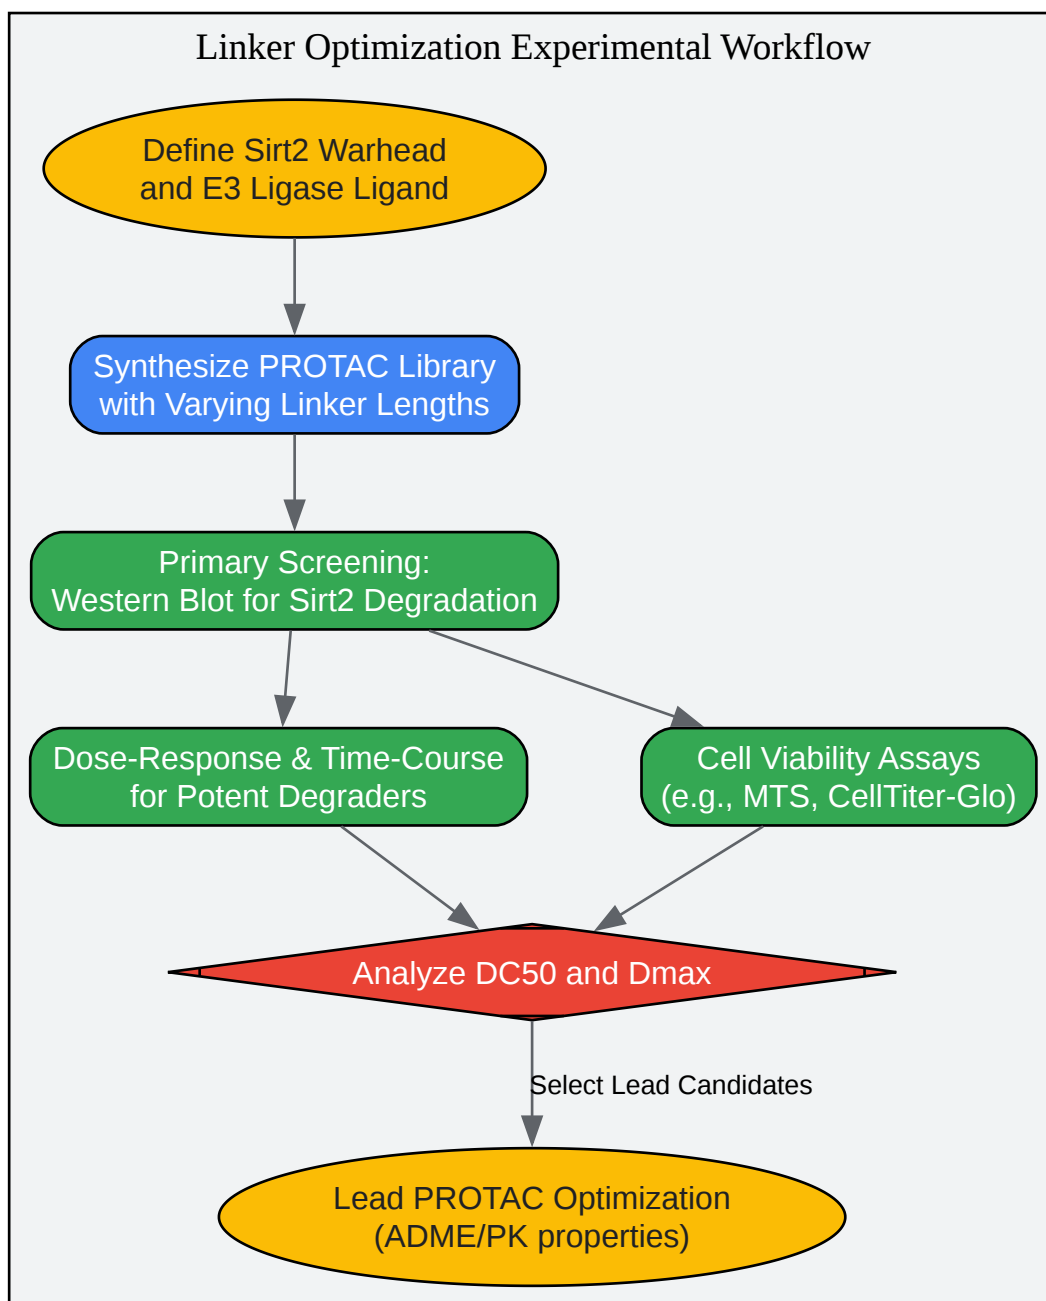 Linker Optimization Experimental Workflow
Define Sirt2 Warhead
and E3 Ligase Ligand
Synthesize PROTAC Library
with Varying Linker Lengths
Primary Screening:
Western Blot for Sirt2 Degradation
Dose-Response & Time-Course
for Potent Degraders
Cell Viability Assays
(e.g., MTS, CellTiter-Glo)
Analyze DC50 and Dmax
Select Lead Candidates
Lead PROTAC Optimization
(ADME/PK properties)